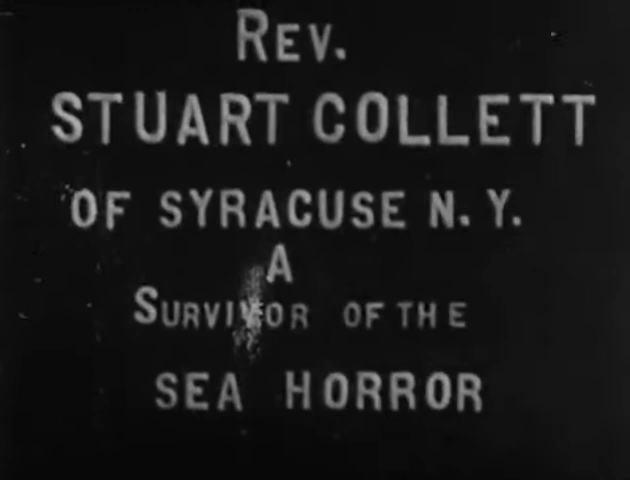 REV.
STUART COLLETT
OF SYRACUSE N. Y.
A
SURVIVOR OF THE
SEA HORROR